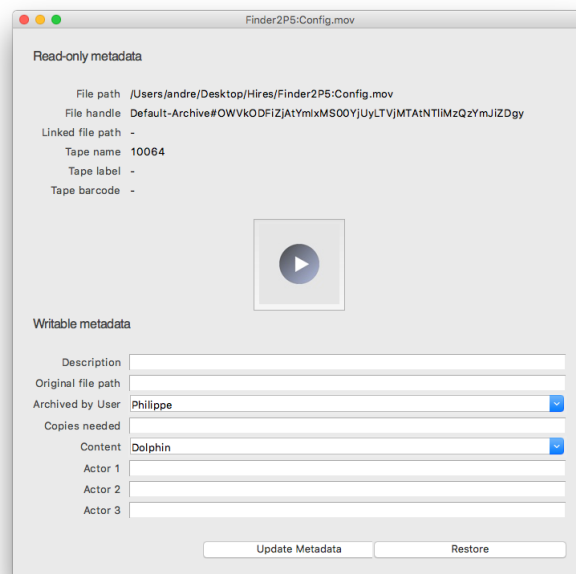 Finder2P5:Config.mov
Read-only metadata
File path /Users/andre/Desktop/Hires/Finder2P5:Config.mov
File handle Default-Archive#OWVkODFiZjAtYmIxMS00YjUyLTVjMTAtNTliMzQzYmJiZDgy
Linked file path -
Tape name 10064
Tape label -
Tape barcode -
Writable metadata
Description
Original file path
Archived by User Philippe
Copies needed
Content Dolphin
Actor 1
Actor 2
Actor 3
Update Metadata Restore